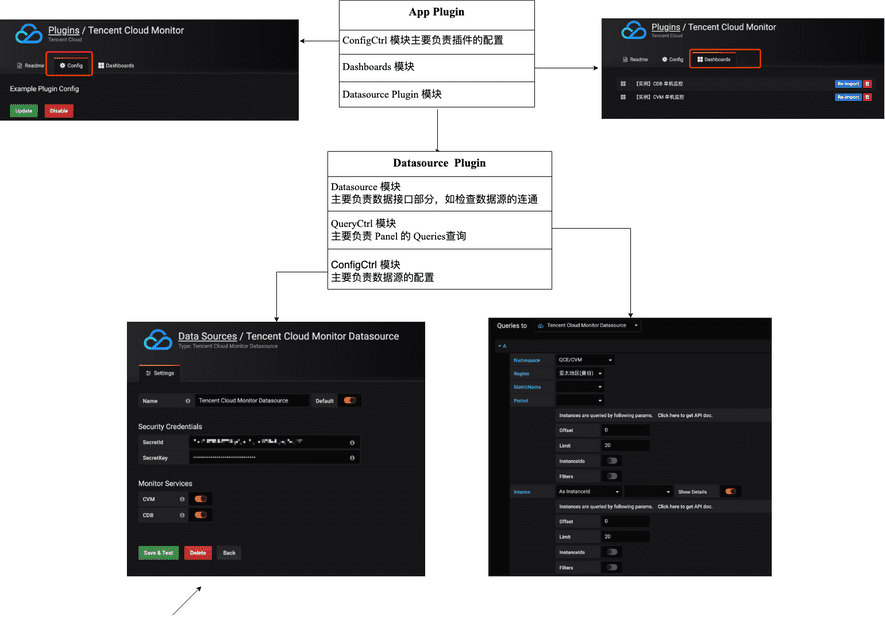 Plugins / Tencent Cloud Monitor
Tencent Cloud
Readme
Config
Dashboards
Example Plugin Config
Update
Disable
App Plugin
ConfigCtrl 模块主要负责插件的配置
Dashboards 模块
Datasource Plugin 模块
Plugins / Tencent Cloud Monitor
Tencent Cloud
Readme
Config
Dashboards
【实例】CDB 单机监控
Re-import
【实例】CVM 单机监控
Re-import
Datasource Plugin
Datasource 模块
主要负责数据接口部分，如检查数据源的连通
QueryCtrl 模块
主要负责 Panel 的 Queries查询
ConfigCtrl 模块
主要负责数据源的配置
Data Sources / Tencent Cloud Monitor Datasource
Type: Tencent Cloud Monitor Datasource
Settings
Name
Tencent Cloud Monitor Datasource
Default
Security Credentials
SecretId
SecretKey
Monitor Services
CVM
CDB
Save & Test
Delete
Back
Queries to
Tencent Cloud Monitor Datasource
A
Namespace
QCE/CVM
Region
亚太地区(曼谷)
MetricName
Period
Instances are queried by following params. Click here to get API doc.
Offset
0
Limit
20
InstanceIds
Filters
Instance
As InstanceId
Show Details
Instances are queried by following params. Click here to get API doc.
Offset
0
Limit
20
InstanceIds
Filters